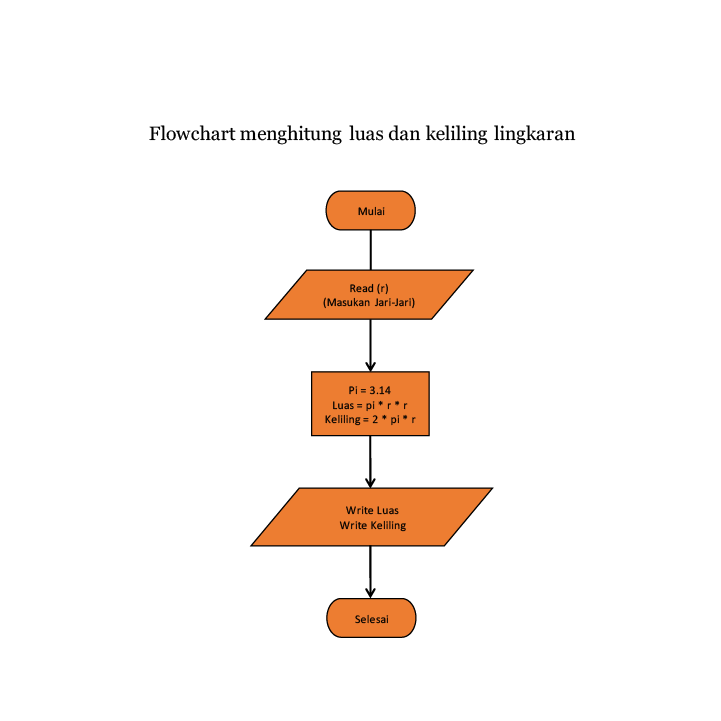 Flowchart menghitung luas dan keliling lingkaran
Mulai
Read (r)
(Masukan Jari-Jari)
Pi = 3.14
Luas = pi * r * r
Keliling = 2 * pi * r
Write Luas
Write Keliling
Selesai